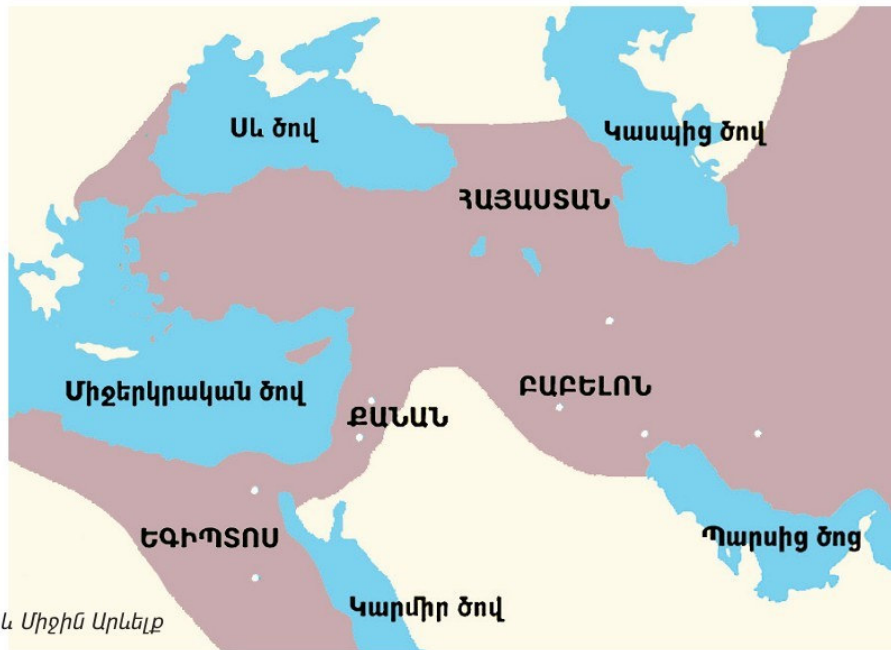 Սև ծով
Կասպից ծով
ՀԱՅԱՍՏԱՆ
Միջերկրական ծով
ԲԱԲԵԼՈՆ
ՔԱՆԱՆ
ԵԳԻՊՏՈՍ
Պարսից ծոց
Կարմիր ծով
և Միջին Արևելք